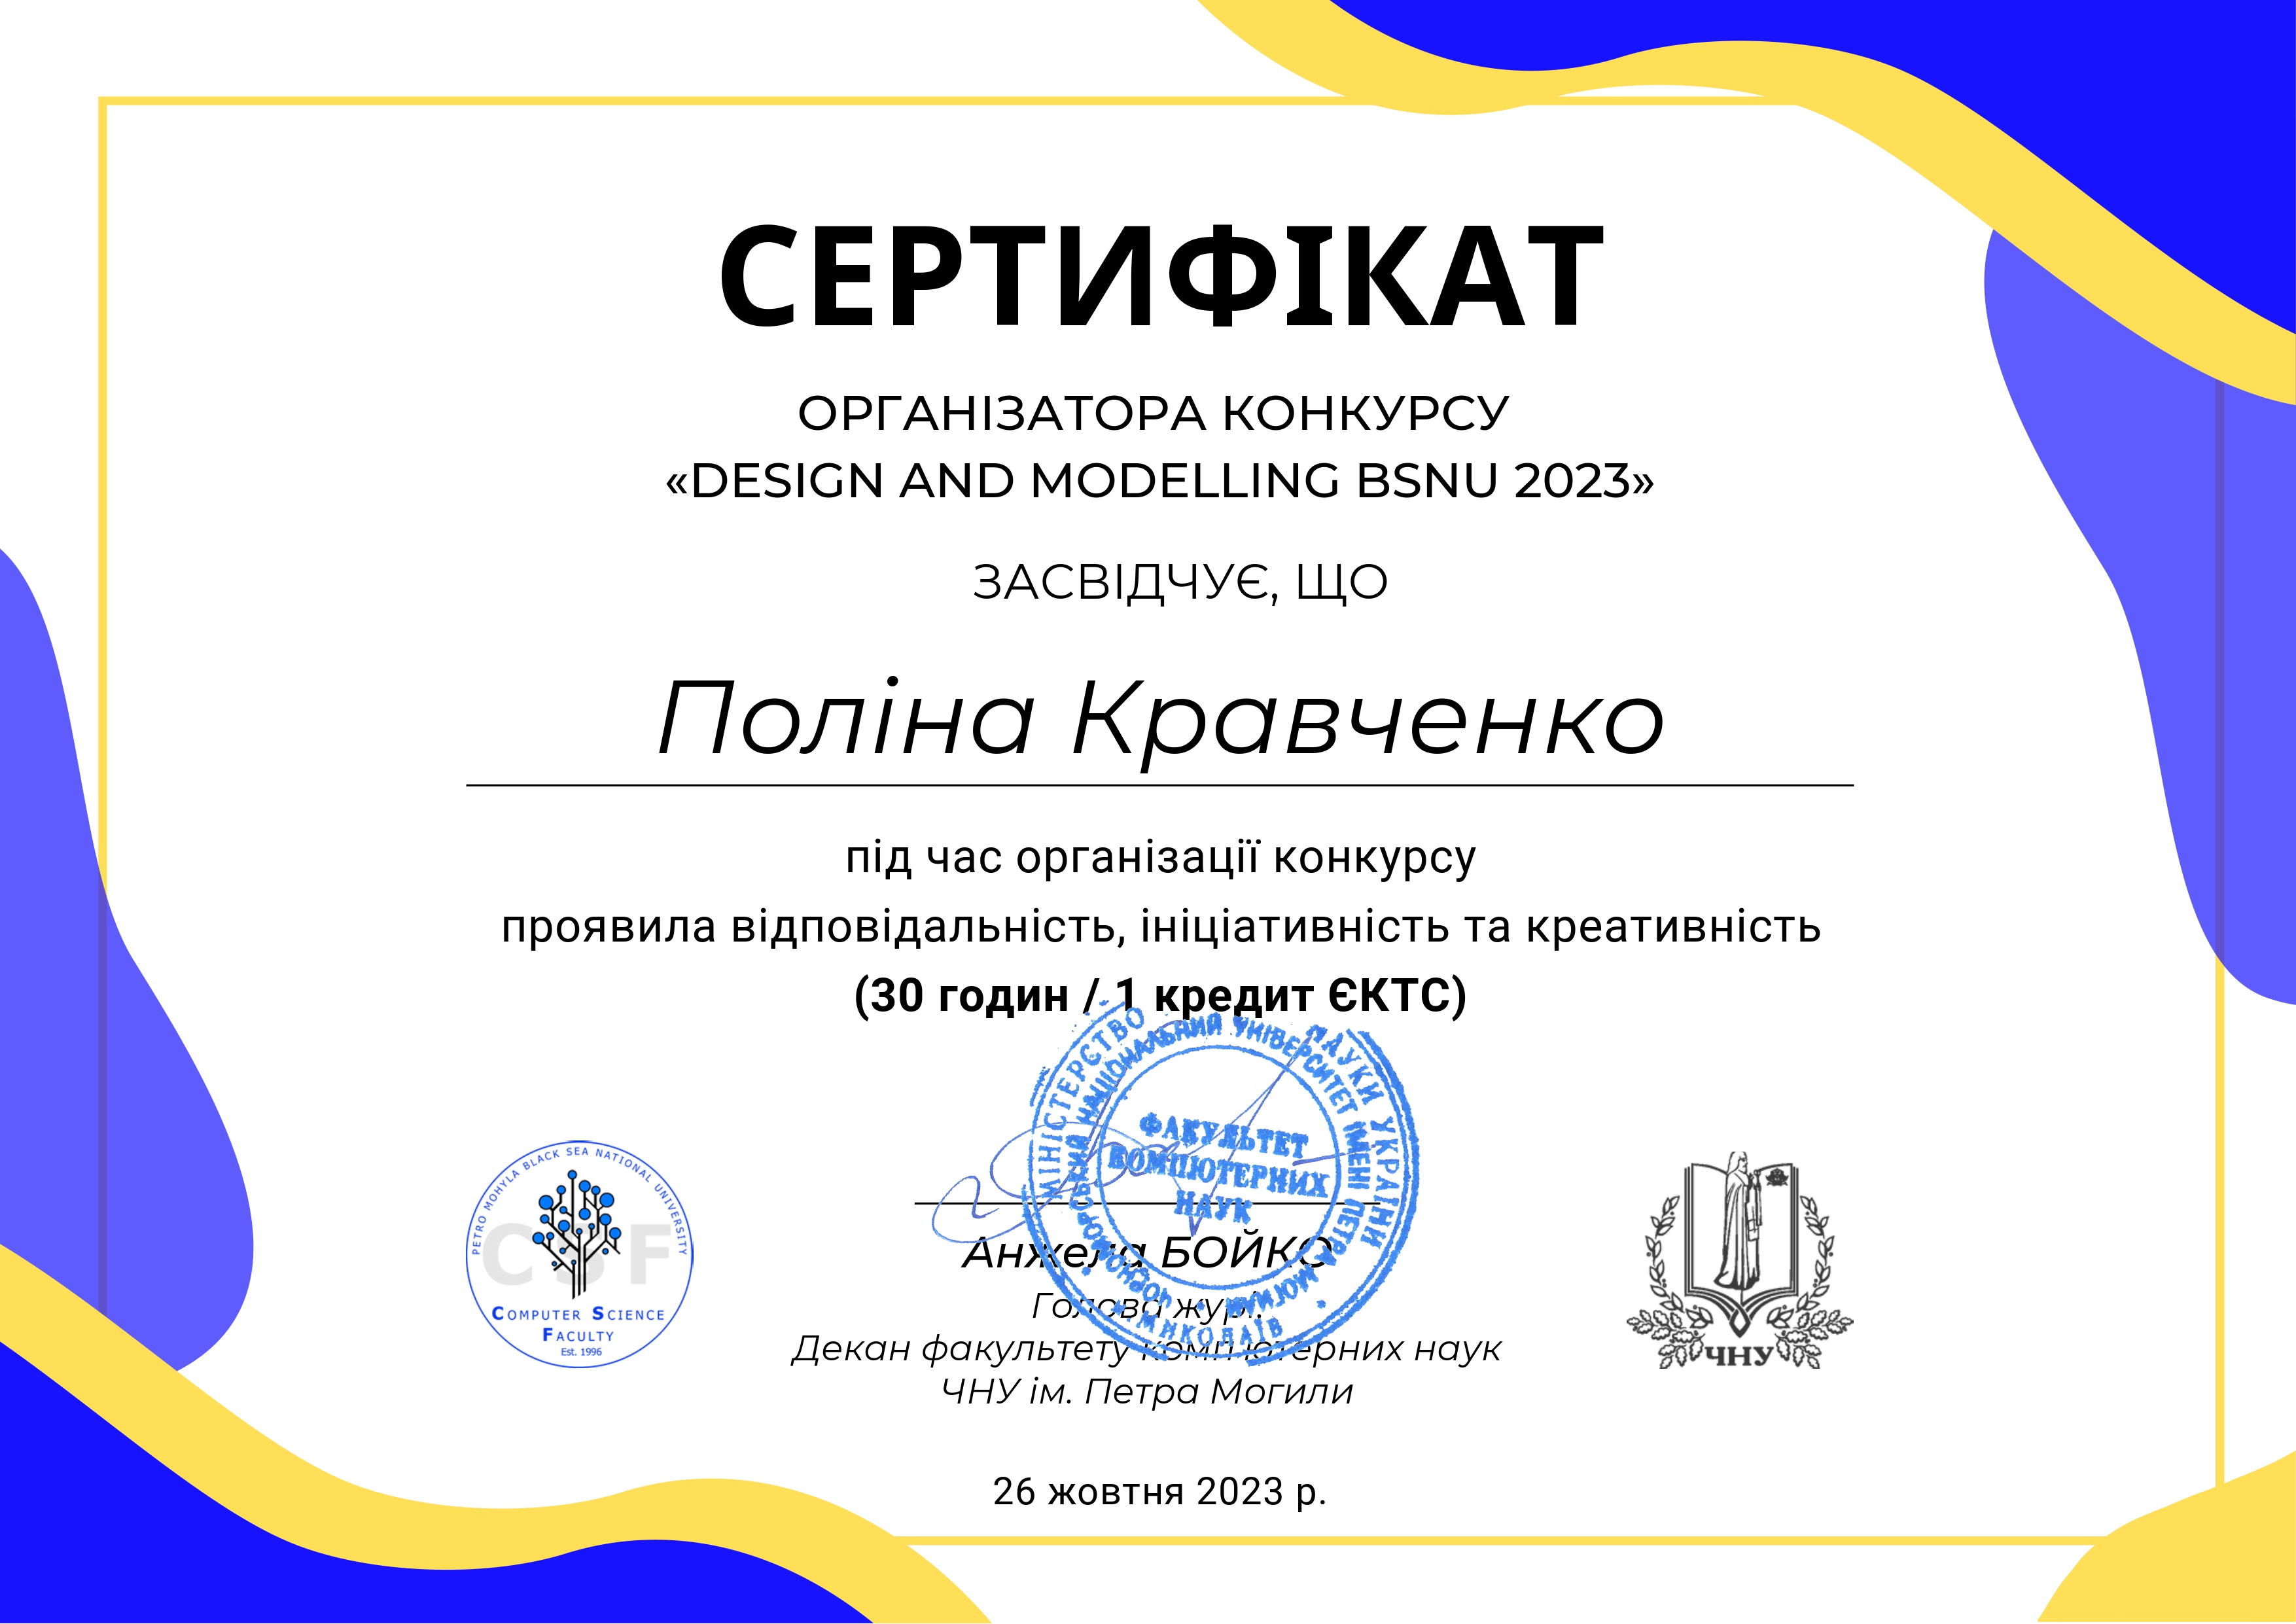 СЕРТИФІКАТ
ОРГАНІЗАТОРА КОНКУРСУ
«DESIGN AND MODELLING BSNU 2023»
ЗАСВІДЧУЄ, ЩО
Поліна Кравченко
під час організації конкурсу
проявила відповідальність, ініціативність та креативність
(30 годин / 1 кредит ЄКТС)
МІНІСТЕРСТВО НАУКИ УКРАЇНИ
ЧОРНОМОРСЬКИЙ НАЦІОНАЛЬНИЙ УНІВЕРСИТЕТ ІМЕНІ ПЕТРА МОГИЛИ
ФАКУЛЬТЕТ
КОМП'ЮТЕРНИХ
НАУК
МИКОЛАЇВ
PETRO MOHYLA BLACK SEA NATIONAL UNIVERSITY
CSF
COMPUTER SCIENCE
FACULTY
Est. 1996
Анжела БОЙКО
Голова журі,
Декан факультету комп'ютерних наук
ЧНУ ім. Петра Могили
ЧНУ
26 жовтня 2023 р.